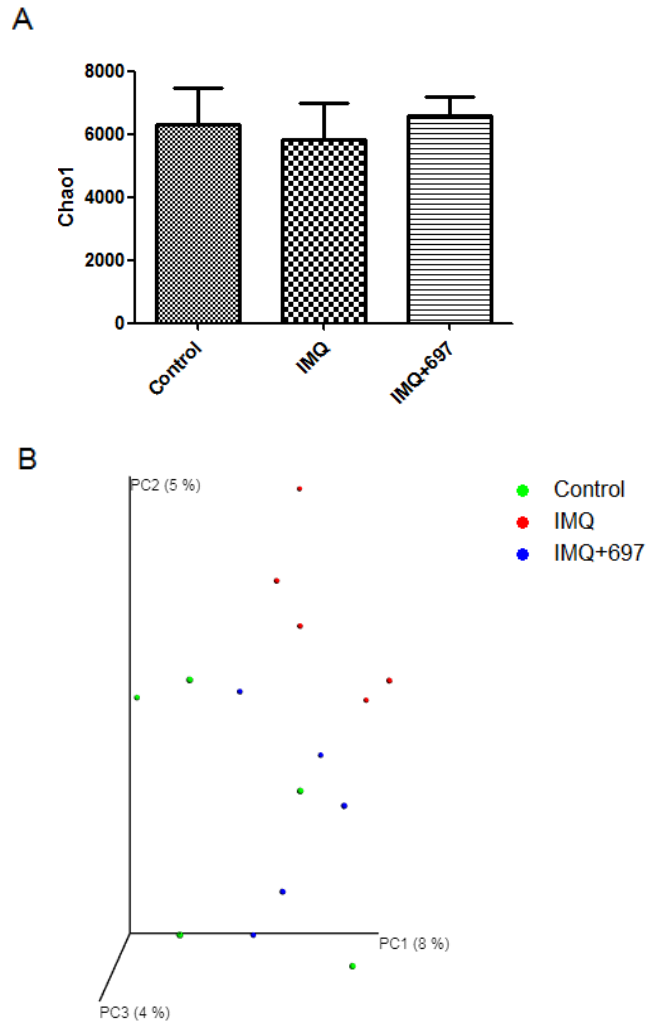 A
8000
6000
4000
2000
0
Chao1
Control
IMQ
IMQ+697
B
PC2 (5 %)
Control
IMQ
IMQ+697
PC1 (8 %)
PC3 (4 %)